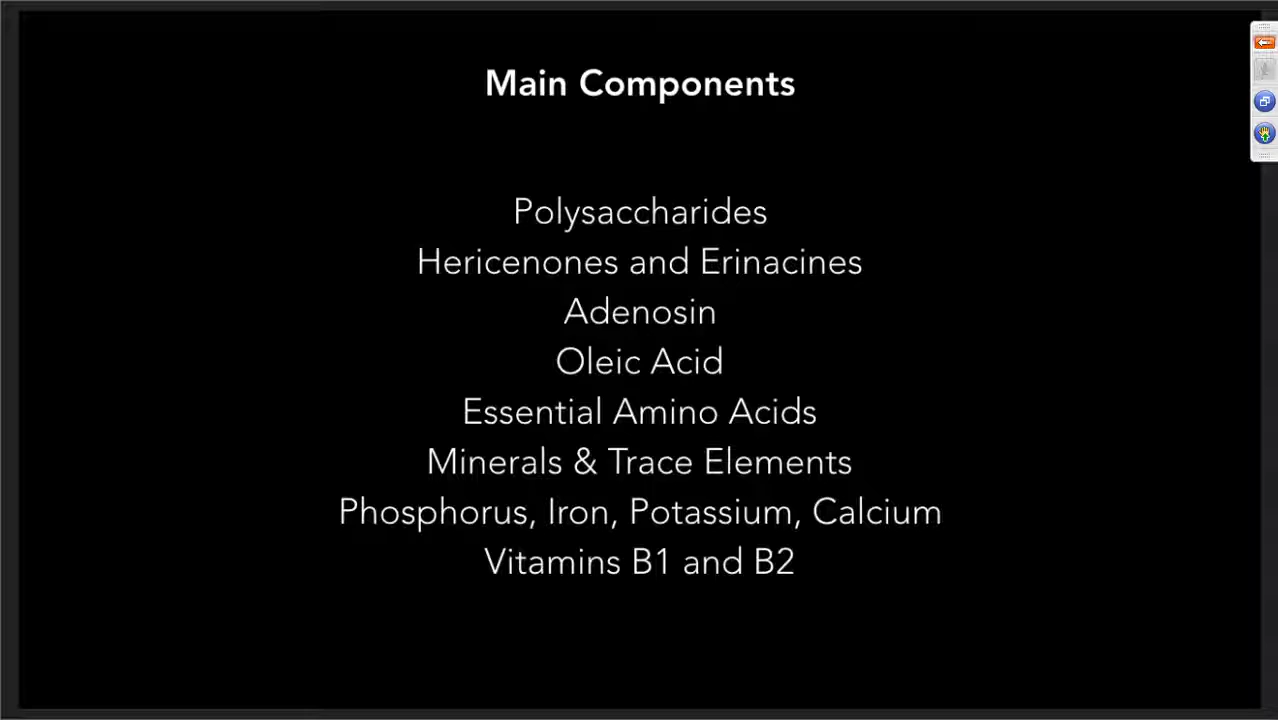 Main Components
Polysaccharides
Hericenones and Erinacines
Adenosin
Oleic Acid
Essential Amino Acids
Minerals & Trace Elements
Phosphorus, Iron, Potassium, Calcium
Vitamins B1 and B2